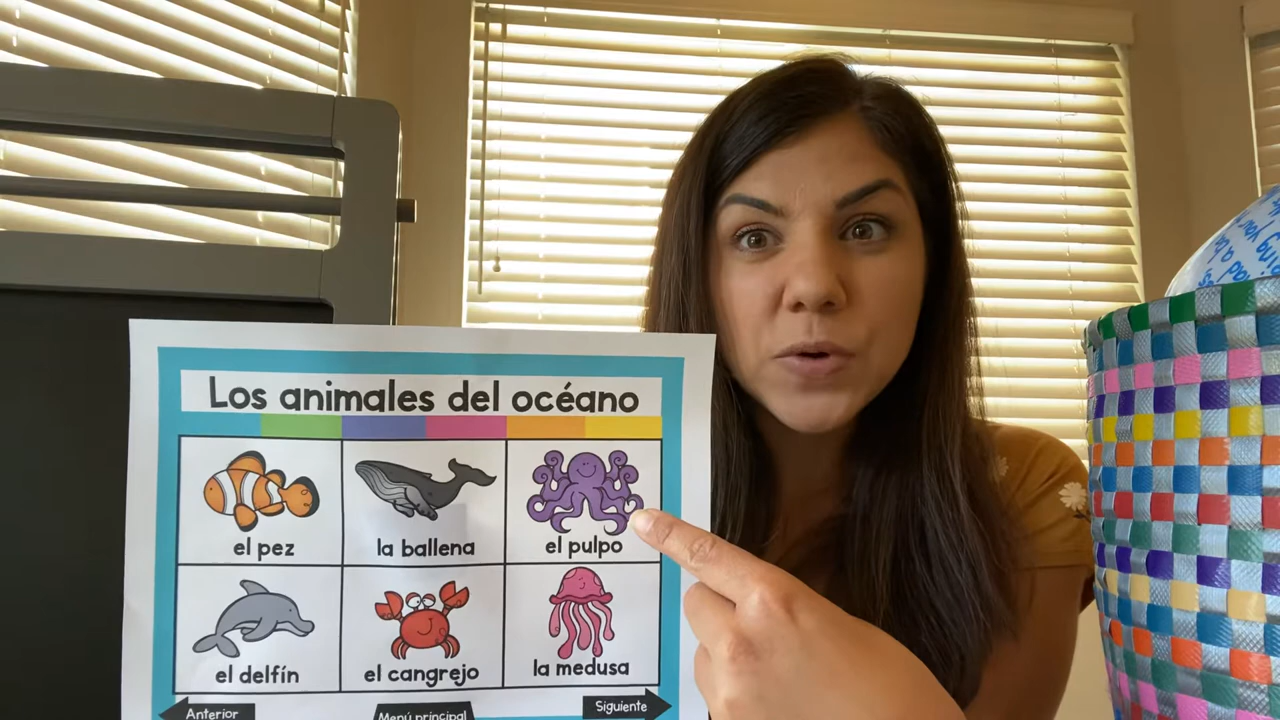 Los animales del océano
el pez
la ballena
el pulpo
el delfín
el cangrejo
la medusa
Anterior
Menú principal
Siguiente